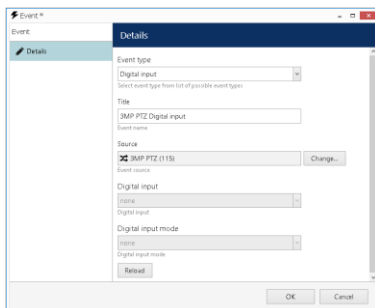 Event *
Event
Details
Details
Event type
Digital input
Select event type from list of possible event types
Title
3MP PTZ Digital input
Event name
Source
3MP PTZ (115)
Change...
Event source
Digital input
none
Digital input
Digital input mode
none
Digital input mode
Reload
OK
Cancel